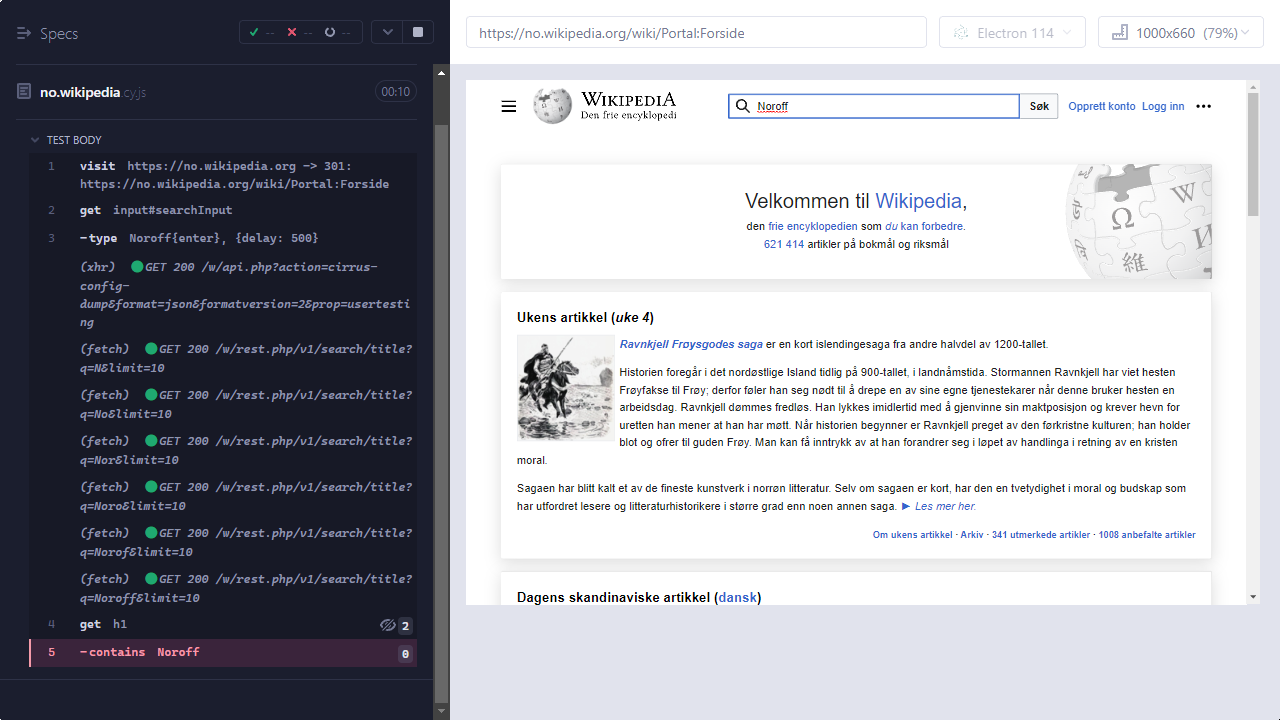 Specs
-- -- --
no.wikipedia.cy.js
00:10
TEST BODY
1 visit https://no.wikipedia.org -> 301:
https://no.wikipedia.org/wiki/Portal:Forside
2 get input#searchInput
3 -type Noroff{enter}, {delay: 500}
(xhr) GET 200 /w/api.php?action=cirrus-
config-
dump&format=json&formatversion=2&prop=usertesti
ng
(fetch) GET 200 /w/rest.php/v1/search/title?
q=N&limit=10
(fetch) GET 200 /w/rest.php/v1/search/title?
q=No&limit=10
(fetch) GET 200 /w/rest.php/v1/search/title?
q=Nor&limit=10
(fetch) GET 200 /w/rest.php/v1/search/title?
q=Noro&limit=10
(fetch) GET 200 /w/rest.php/v1/search/title?
q=Norof&limit=10
(fetch) GET 200 /w/rest.php/v1/search/title?
q=Noroff&limit=10
4 get h1 2
5 -contains Noroff 0
https://no.wikipedia.org/wiki/Portal:Forside
Electron 114
1000x660 (79%)
WIKIPEDIA
Den frie encyklopedi
Noroff
Søk
Opprett konto Logg inn
Velkommen til Wikipedia,
den frie encyklopedien som du kan forbedre.
621 414 artikler på bokmål og riksmål
Ω W И 維
Ukens artikkel (uke 4)
Ravnkjell Frøysgodes saga er en kort islendingesaga fra andre halvdel av 1200-tallet.
Historien foregår i det nordøstlige Island tidlig på 900-tallet, i landnåmstida. Stormannen Ravnkjell har viet hesten
Frøyfakse til Frøy; derfor føler han seg nødt til å drepe en av sine egne tjenestekarer når denne bruker hesten en
arbeidsdag. Ravnkjell dømmes fredløs. Han lykkes imidlertid med å gjenvinne sin maktposisjon og krever hevn for
uretten han mener at han har møtt. Når historien begynner er Ravnkjell preget av den førkristne kulturen; han holder
blot og ofrer til guden Frøy. Man kan få inntrykk av at han forandrer seg i løpet av handlinga i retning av en kristen
moral.
Sagaen har blitt kalt et av de fineste kunstverk i norrøn litteratur. Selv om sagaen er kort, har den en tvetydighet i moral og budskap som
har utfordret lesere og litteraturhistorikere i større grad enn noen annen saga. ► Les mer her.
Om ukens artikkel · Arkiv · 341 utmerkede artikler · 1008 anbefalte artikler
Dagens skandinaviske artikkel (dansk)